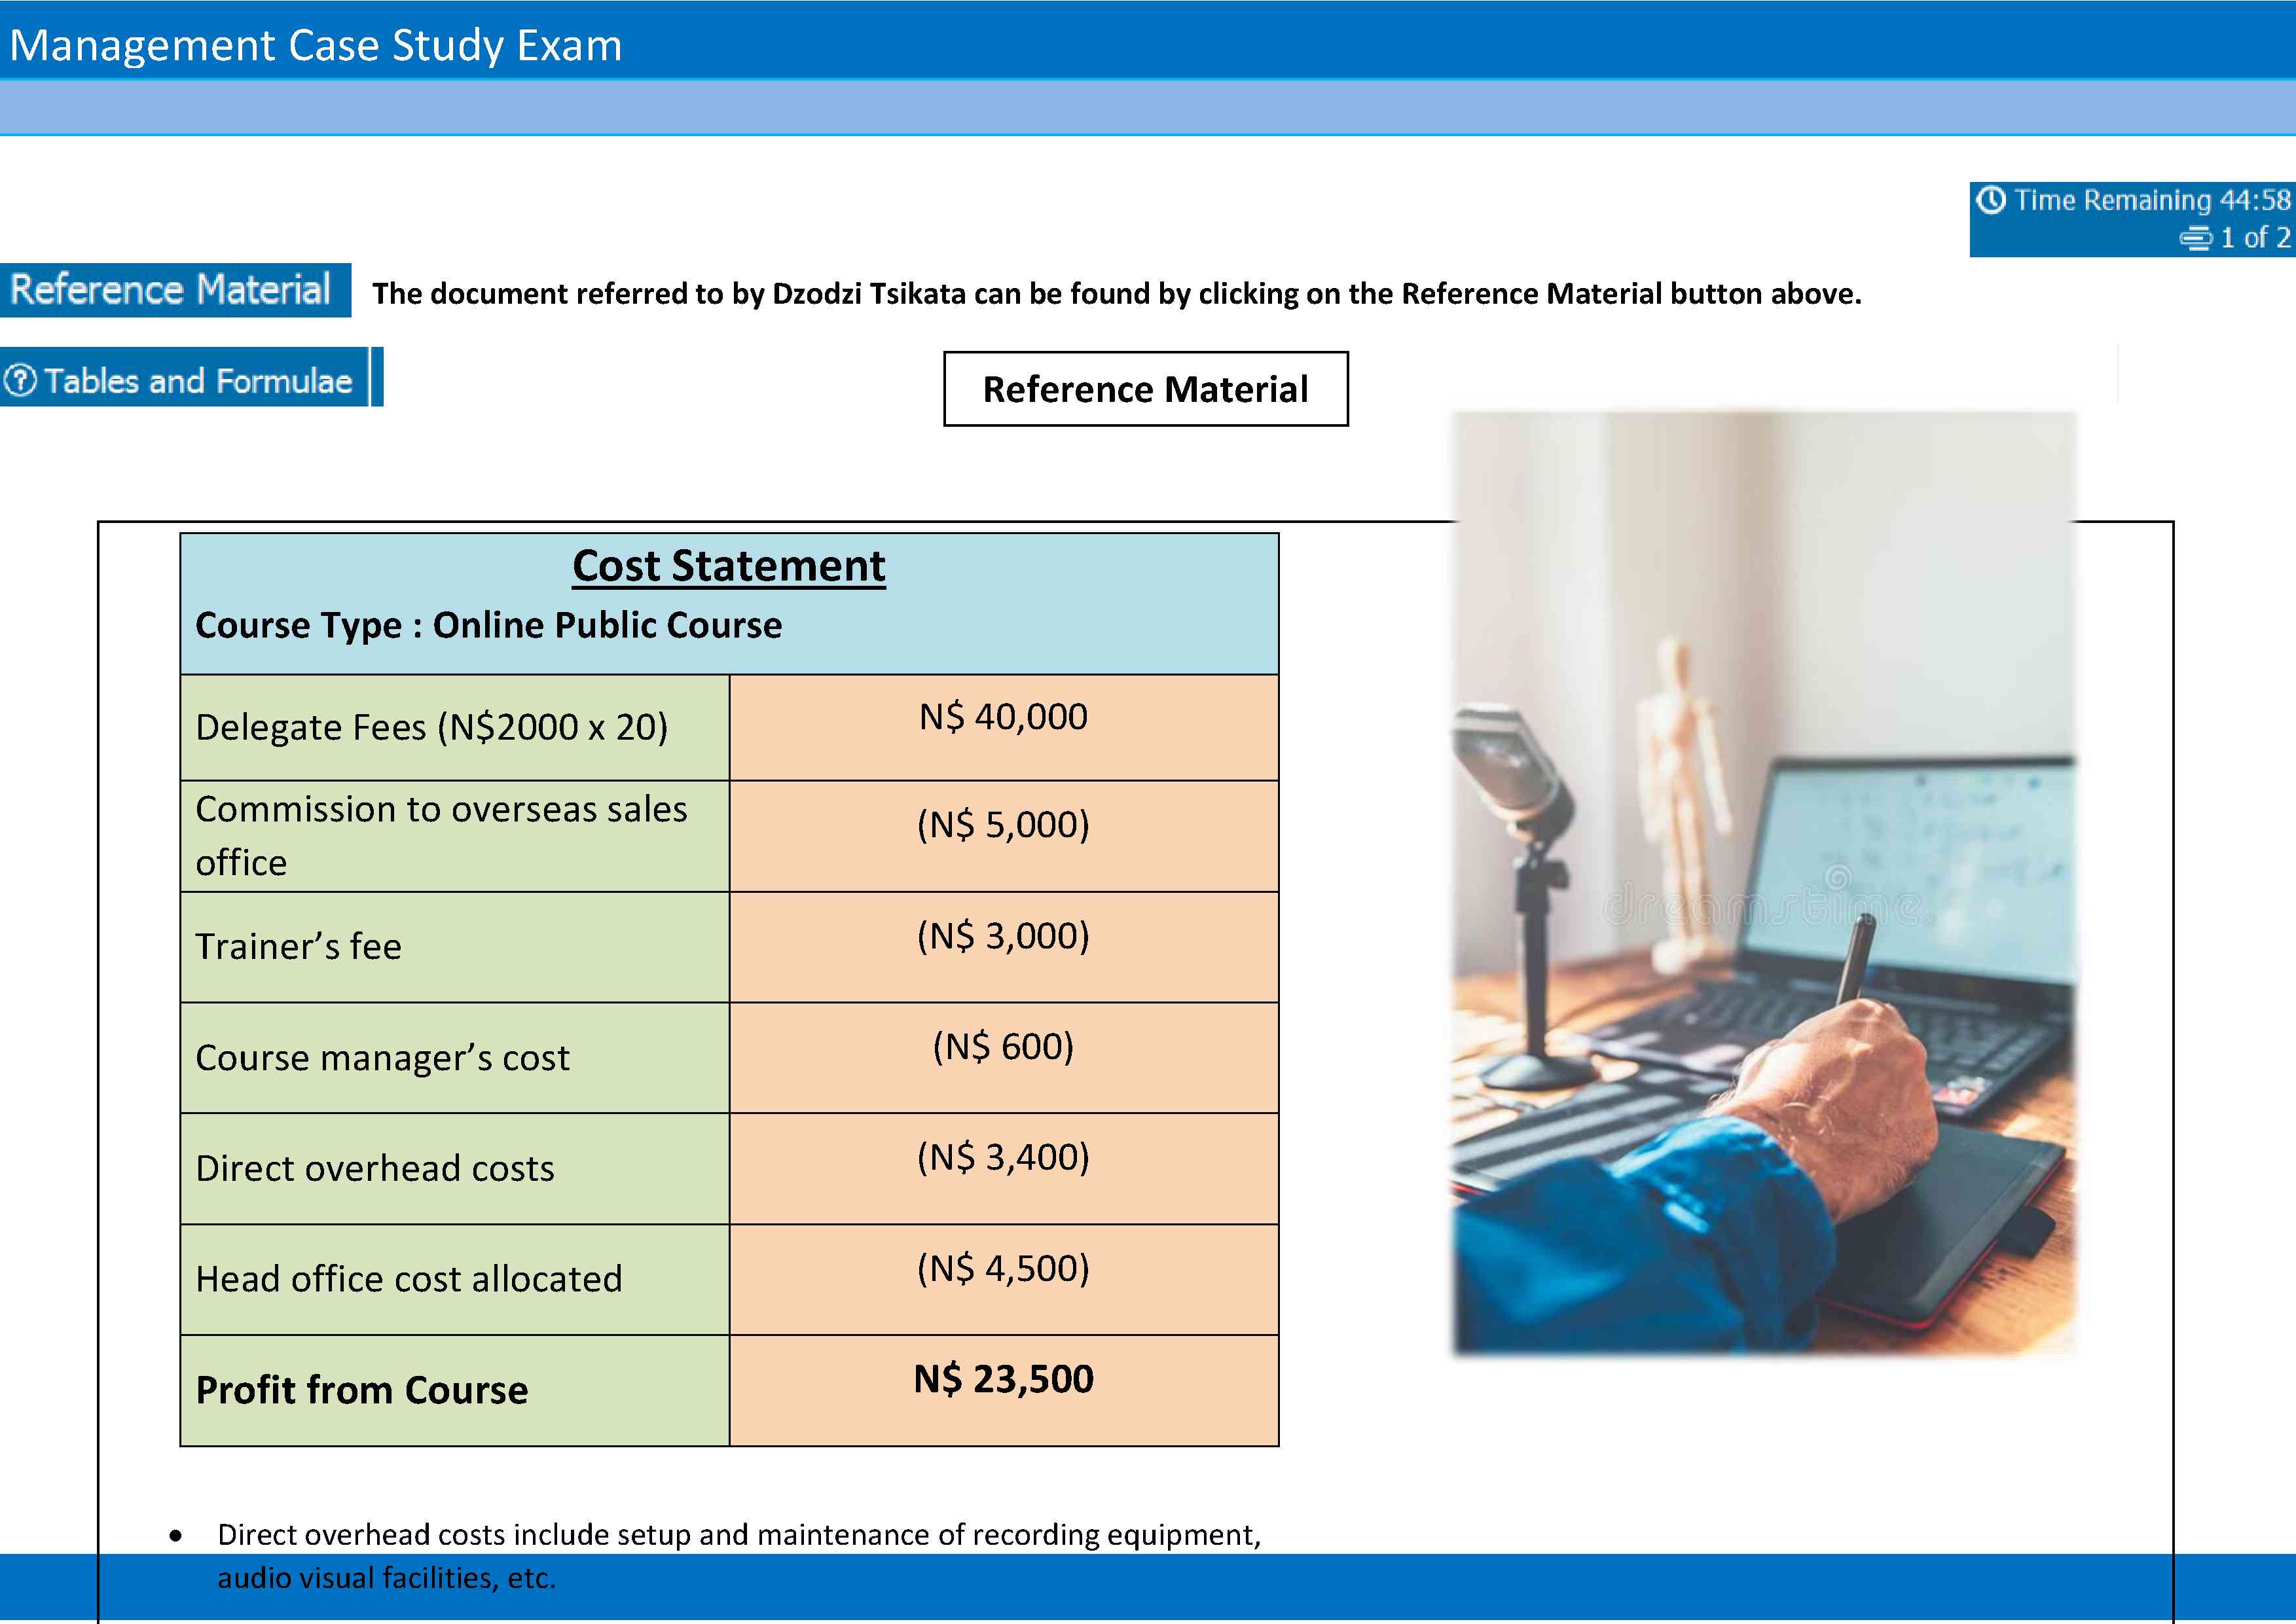 Management Case Study Exam
Time Remaining 44:58
1 of 2
Reference Material
The document referred to by Dzodzi Tsikata can be found by clicking on the Reference Material button above.
Tables and Formulae
Reference Material
Cost Statement
Course Type : Online Public Course
Delegate Fees (N$2000 x 20)
N$ 40,000
Commission to overseas sales
office
(N$ 5,000)
Trainer’s fee
(N$ 3,000)
Course manager’s cost
(N$ 600)
Direct overhead costs
(N$ 3,400)
Head office cost allocated
(N$ 4,500)
Profit from Course
N$ 23,500
dreamstime.
• Direct overhead costs include setup and maintenance of recording equipment,
audio visual facilities, etc.